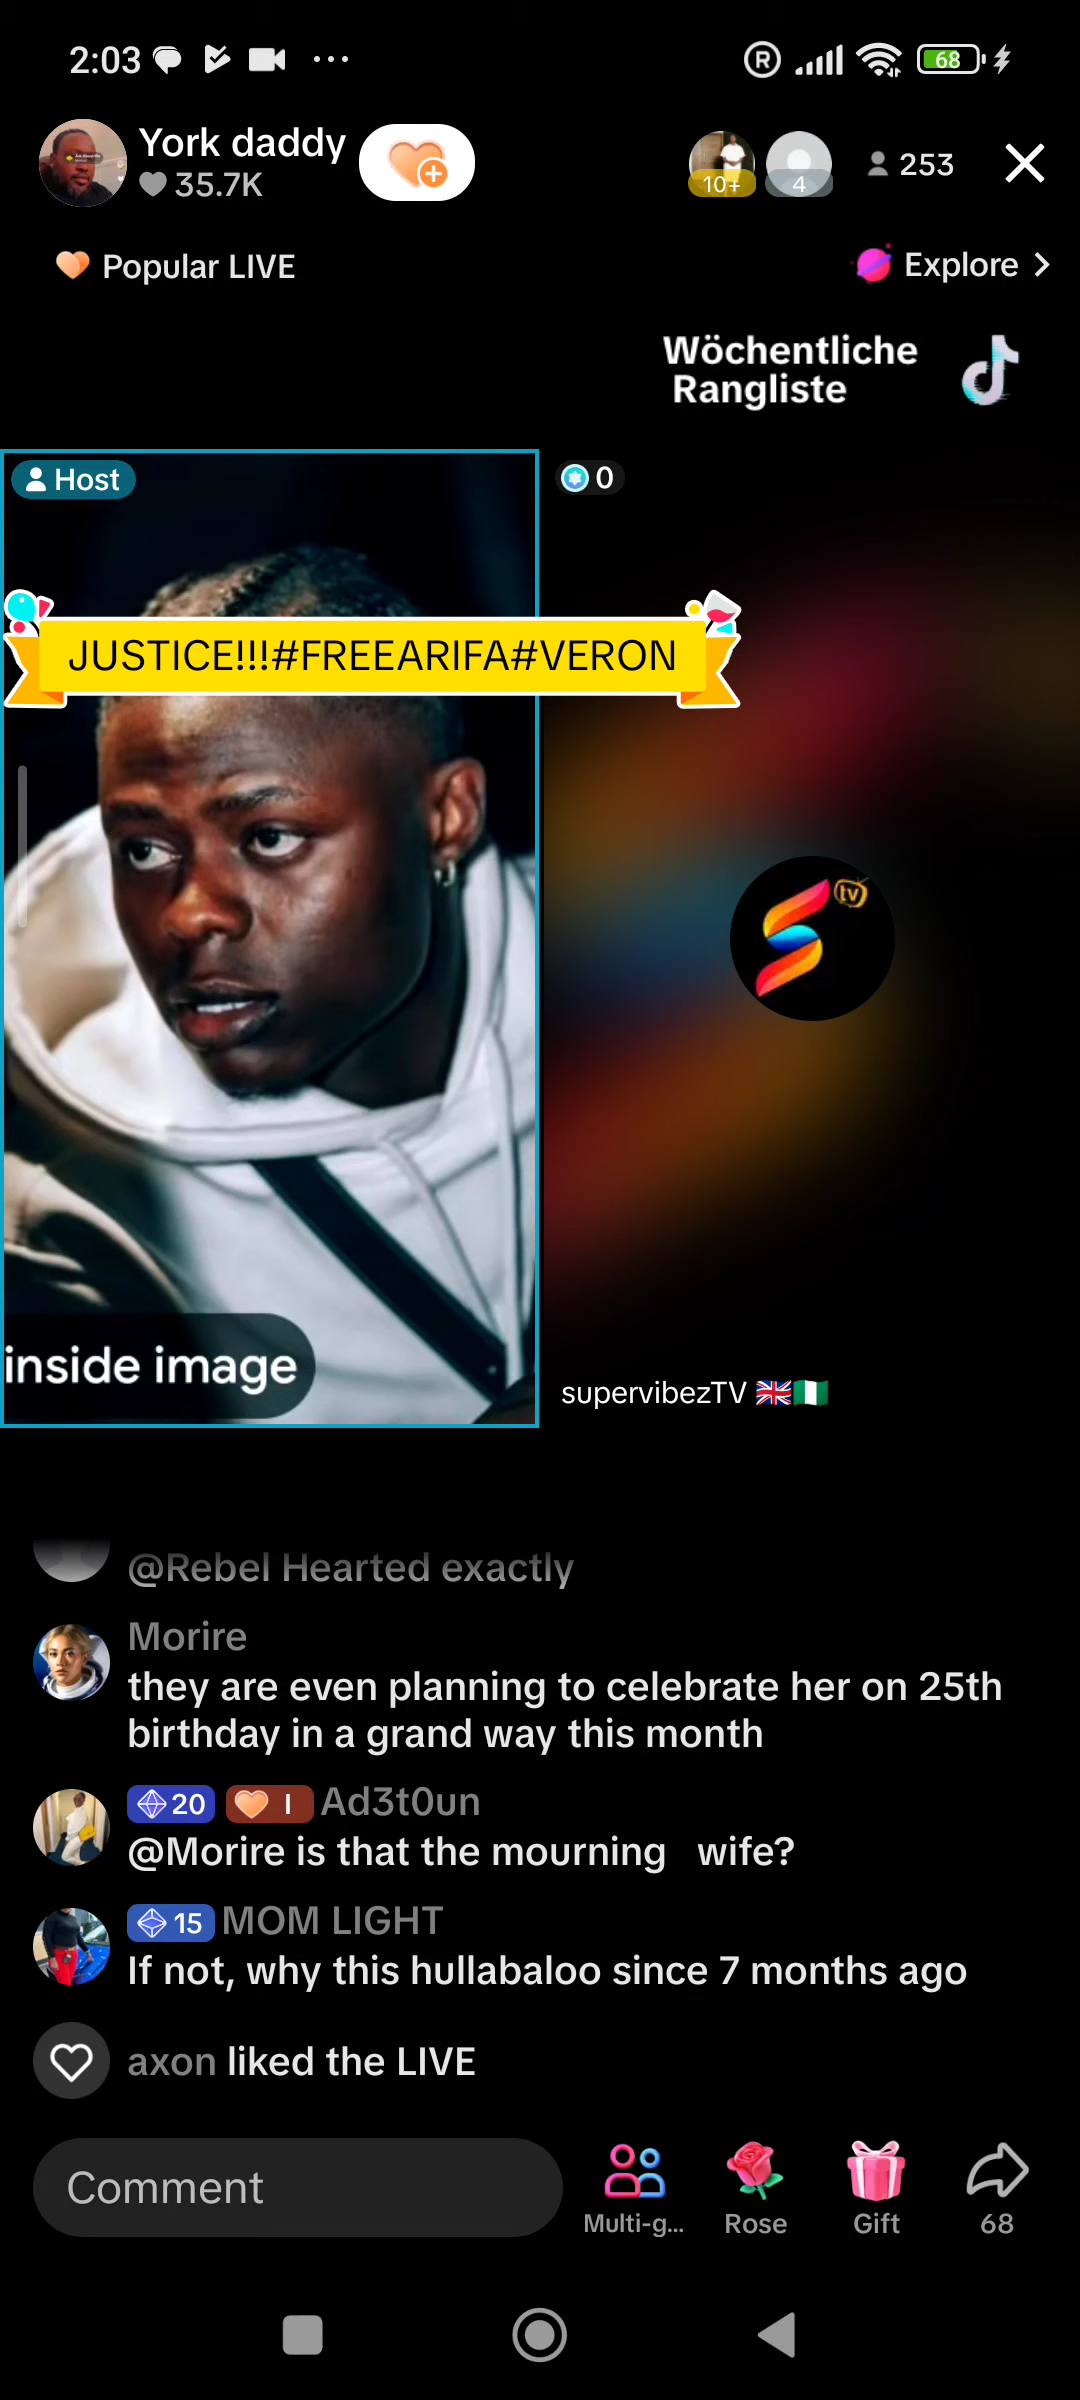 2:03
R
68
York daddy
35.7K
10+
4
253
Popular LIVE
Explore
Wöchentliche
Rangliste
Host
0
JUSTICE!!!#FREEARIFA#VERON
tv
inside image
supervibezTV 🇬🇧🇳🇬
@Rebel Hearted exactly
Morire
they are even planning to celebrate her on 25th
birthday in a grand way this month
20 I Ad3t0un
@Morire is that the mourning wife?
15 MOM LIGHT
If not, why this hullabaloo since 7 months ago
axon liked the LIVE
Comment
Multi-g...
Rose
Gift
68